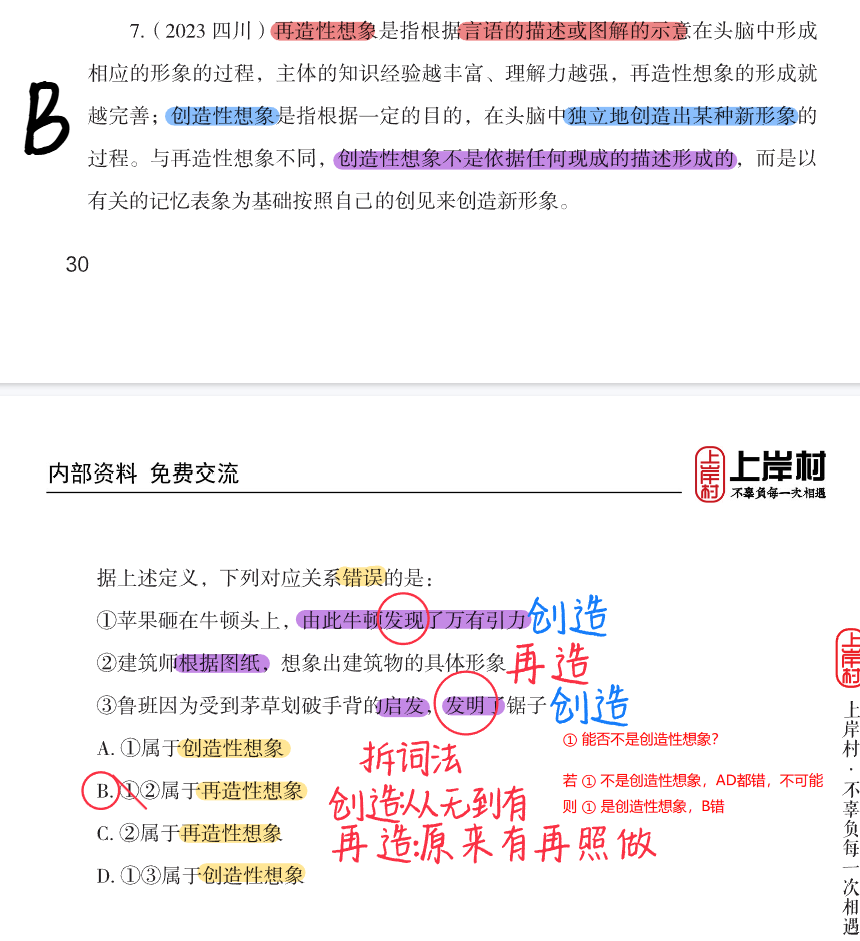 7.（2023 四川）再造性想象是指根据言语的描述或图解的示意在头脑中形成
相应的形象的过程，主体的知识经验越丰富、理解力越强，再造性想象的形成就
越完善；创造性想象是指根据一定的目的，在头脑中独立地创造出某种新形象的
B
过程。与再造性想象不同，创造性想象不是依据任何现成的描述形成的，而是以
有关的记忆表象为基础按照自己的创见来创造新形象。
30
内部资料 免费交流
上岸村
上岸村
不辜负每一次相遇
据上述定义，下列对应关系错误的是：
①苹果砸在牛顿头上，由此牛顿发现了万有引力
创造
②建筑师根据图纸，想象出建筑物的具体形象
再造
③鲁班因为受到茅草划破手背的启发，发明了锯子
创造
A. ①属于创造性想象
B. ①②属于再造性想象
C. ②属于再造性想象
D. ①③属于创造性想象
① 能否不是创造性想象?
若 ① 不是创造性想象，AD都错，不可能
则 ① 是创造性想象，B错
拆词法
创造:从无到有
再造:原来有再照做
上岸村
上岸村·不辜负每一次相遇